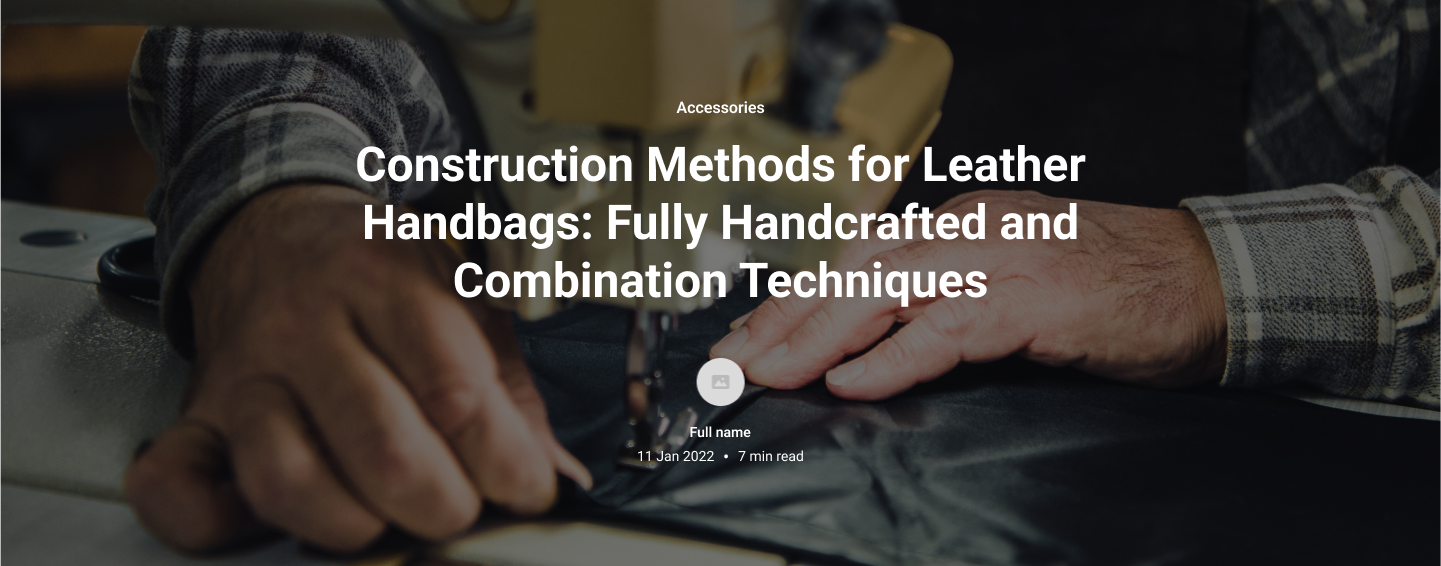 Accessories
Construction Methods for Leather
Handbags: Fully Handcrafted and
Combination Techniques
Full name
11 Jan 2022 • 7 min read